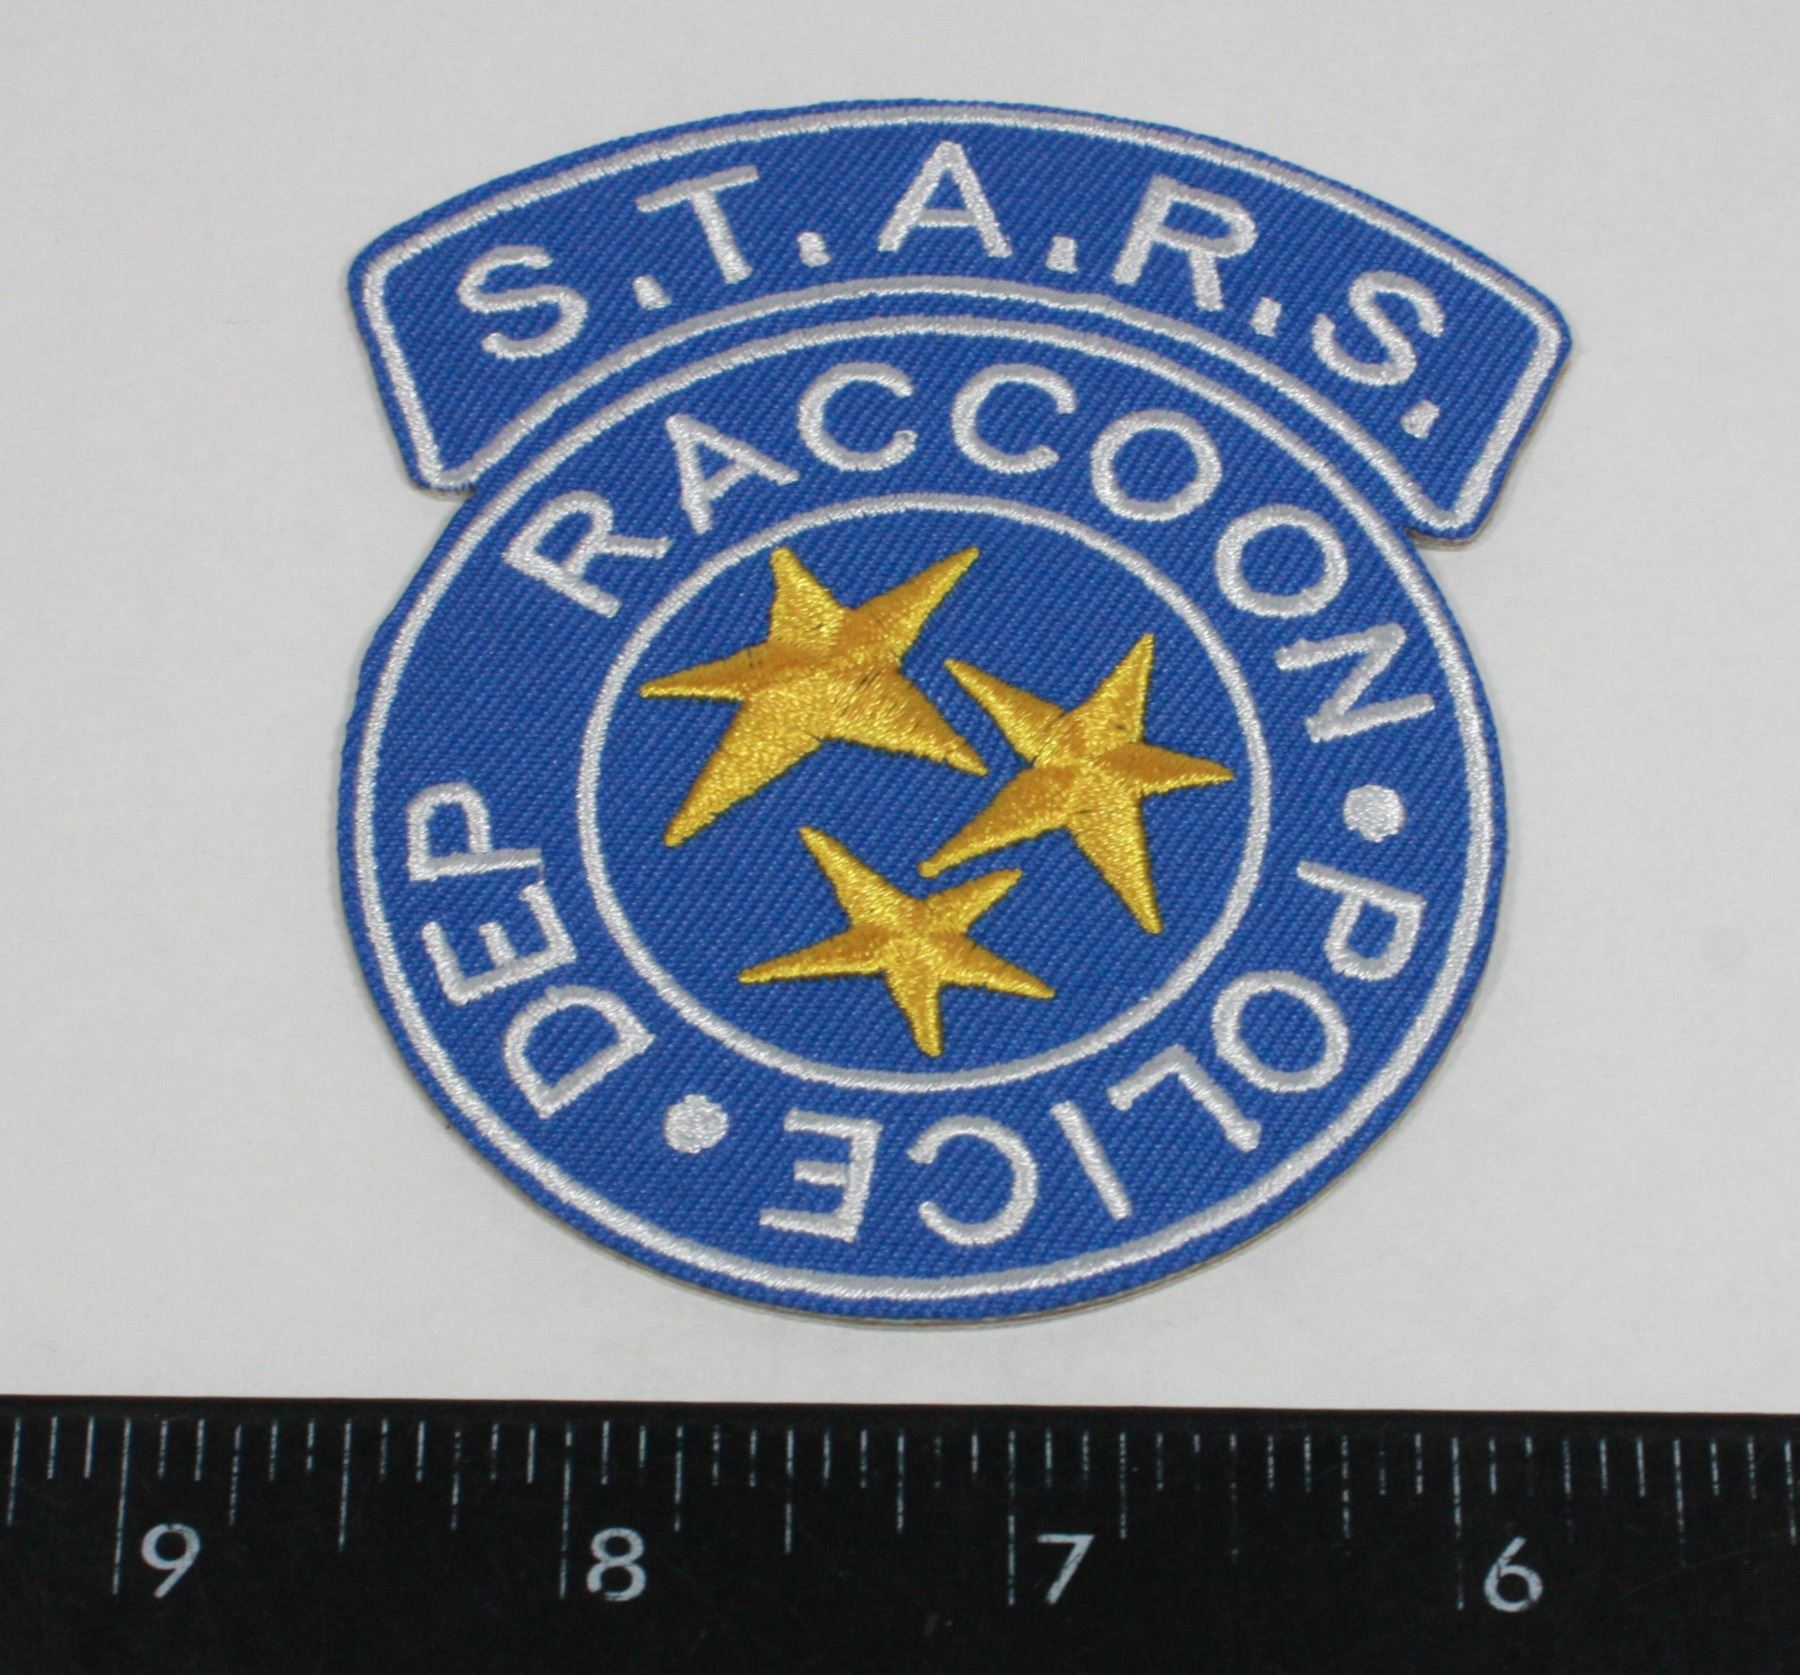 S.T.A.R.S.
RACCOON • POLICE • DEP
9 8 7 6